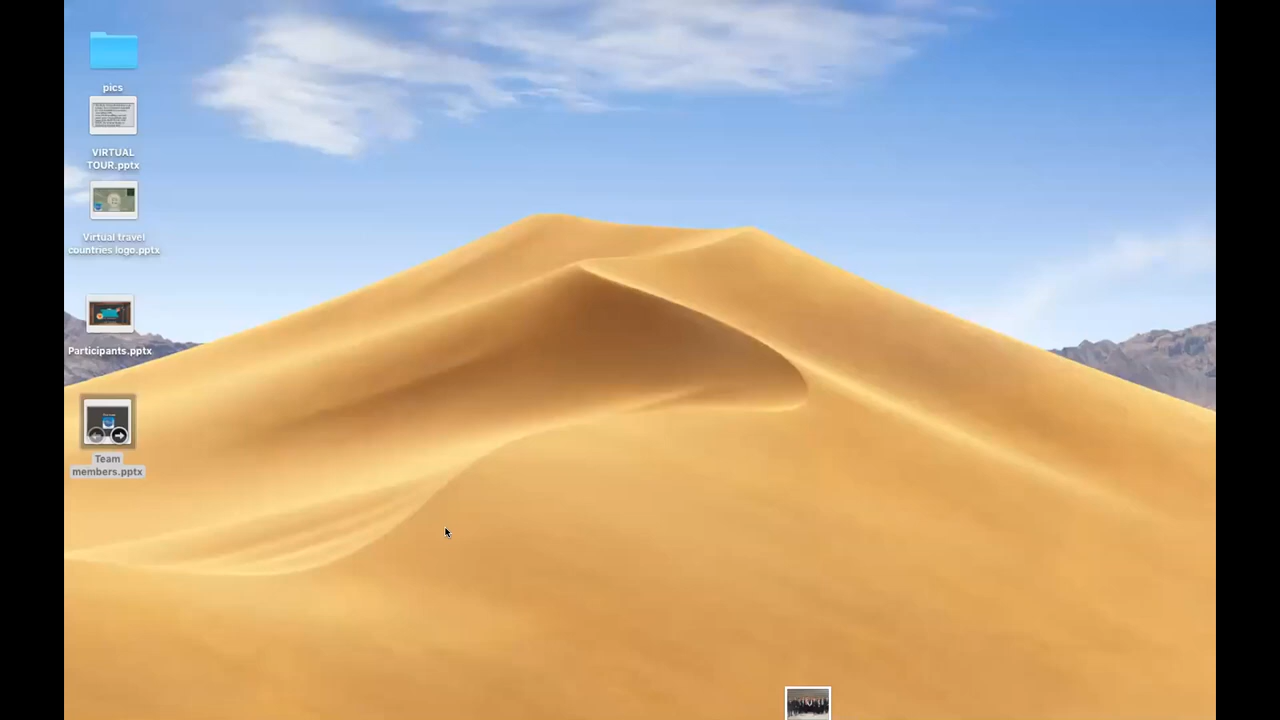 pics
VIRTUAL
TOUR.pptx
Virtual travel
countries logo.pptx
Participants.pptx
Team
members.pptx